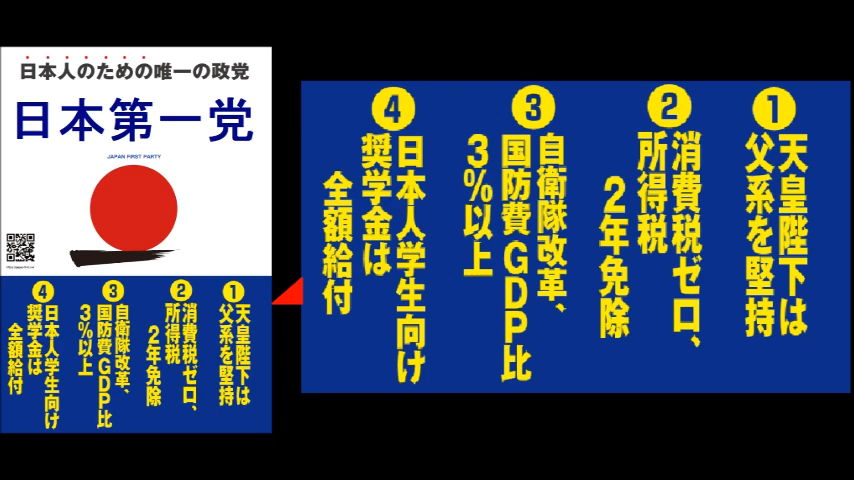 日本人のための唯一の政党
日本第一党
JAPAN FIRST PARTY
1
天皇陛下は
父系を堅持
2
消費税ゼロ、
所得税
2年免除
3
自衛隊改革、
国防費GDP比
3%以上
4
日本人学生向け
奨学金は
全額給付
1
天皇陛下は
父系を堅持
2
消費税ゼロ、
所得税
2年免除
3
自衛隊改革、
国防費GDP比
3%以上
4
日本人学生向け
奨学金は
全額給付